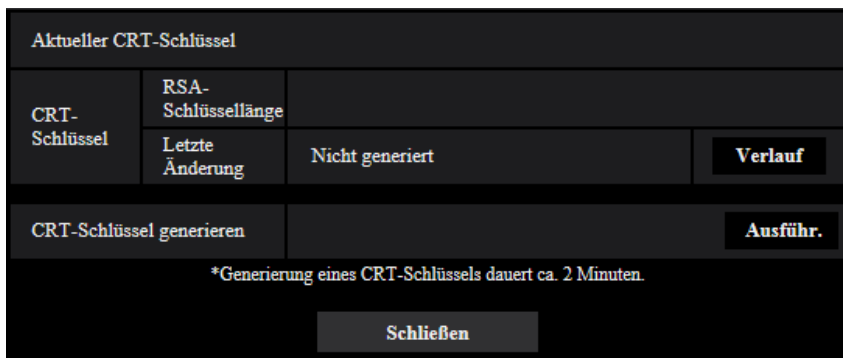 Aktueller CRT-Schlüssel
CRT-
Schlüssel
RSA-
Schlüssellänge
Letzte
Änderung
Nicht generiert
Verlauf
CRT-Schlüssel generieren
Ausführ.
*Generierung eines CRT-Schlüssels dauert ca. 2 Minuten.
Schließen